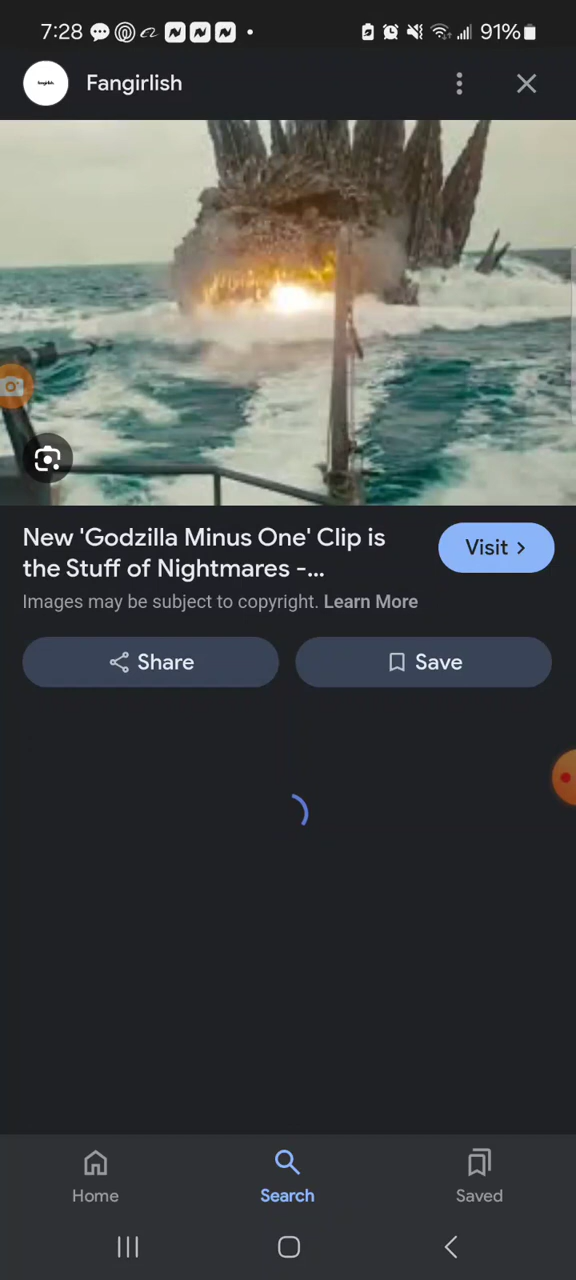 7:28
91%
Fangirlish
New 'Godzilla Minus One' Clip is
the Stuff of Nightmares -...
Visit
Images may be subject to copyright. Learn More
Share
Save
Home
Search
Saved